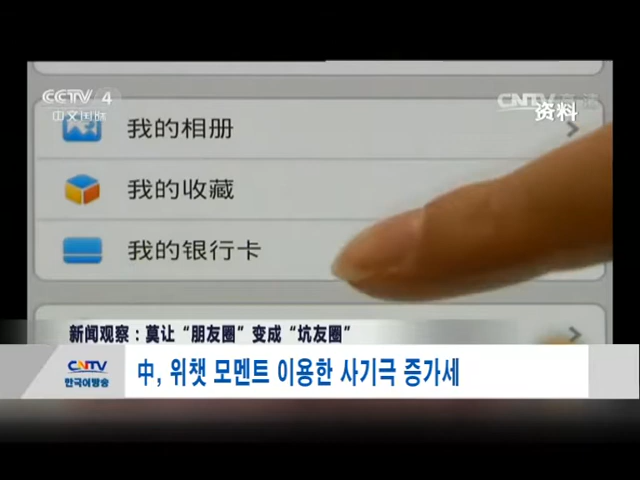 CCTV 4
中文国际
CNTV 高清
资料
我的相册
我的收藏
我的银行卡
新闻观察：莫让“朋友圈”变成“坑友圈”
CNTV
한국어방송
中, 위챗 모멘트 이용한 사기극 증가세